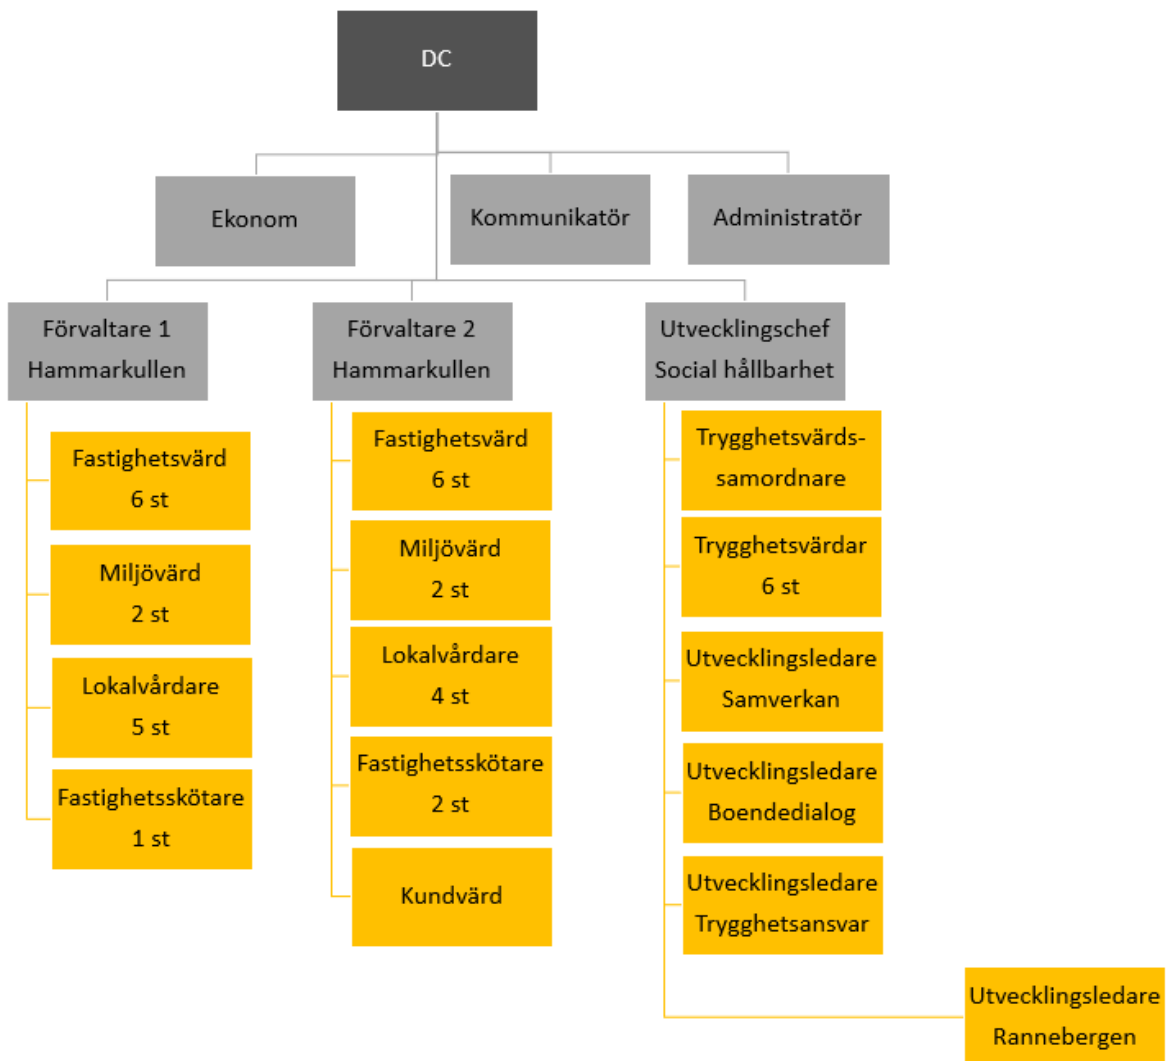 DC
Ekonom
Kommunikatör
Administratör
Förvaltare 1
Hammarkullen
Fastighetsvärd
6 st
Miljövärd
2 st
Lokalvårdare
5 st
Fastighetsskötare
1 st
Förvaltare 2
Hammarkullen
Fastighetsvärd
6 st
Miljövärd
2 st
Lokalvårdare
4 st
Fastighetsskötare
2 st
Kundvärd
Utvecklingschef
Social hållbarhet
Trygghetsvärds-
samordnare
Trygghetsvärdar
6 st
Utvecklingsledare
Samverkan
Utvecklingsledare
Boendedialog
Utvecklingsledare
Trygghetsansvar
Utvecklingsledare
Rannebergen